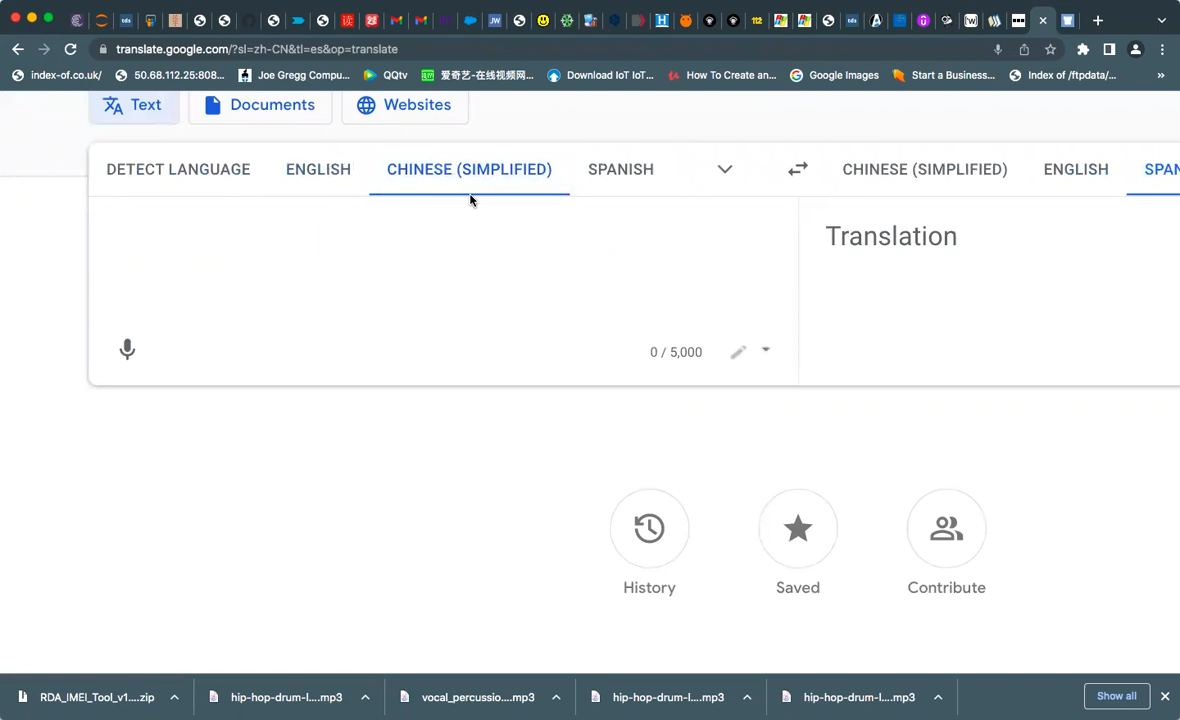 translate.google.com/?sl=zh-CN&tl=es&op=translate
index-of.co.uk/ 50.68.112.25:808... Joe Gregg Compu... QQtv 爱奇艺-在线视频网... Download IoT IoT... How To Create an... Google Images Start a Business... Index of /ftpdata/... »
Text Documents Websites
DETECT LANGUAGE ENGLISH CHINESE (SIMPLIFIED) SPANISH CHINESE (SIMPLIFIED) ENGLISH SPAN
Translation
0 / 5,000
History Saved Contribute
RDA_IMEI_Tool_v1....zip hip-hop-drum-l....mp3 vocal_percussio....mp3 hip-hop-drum-l....mp3 hip-hop-drum-l....mp3 Show all